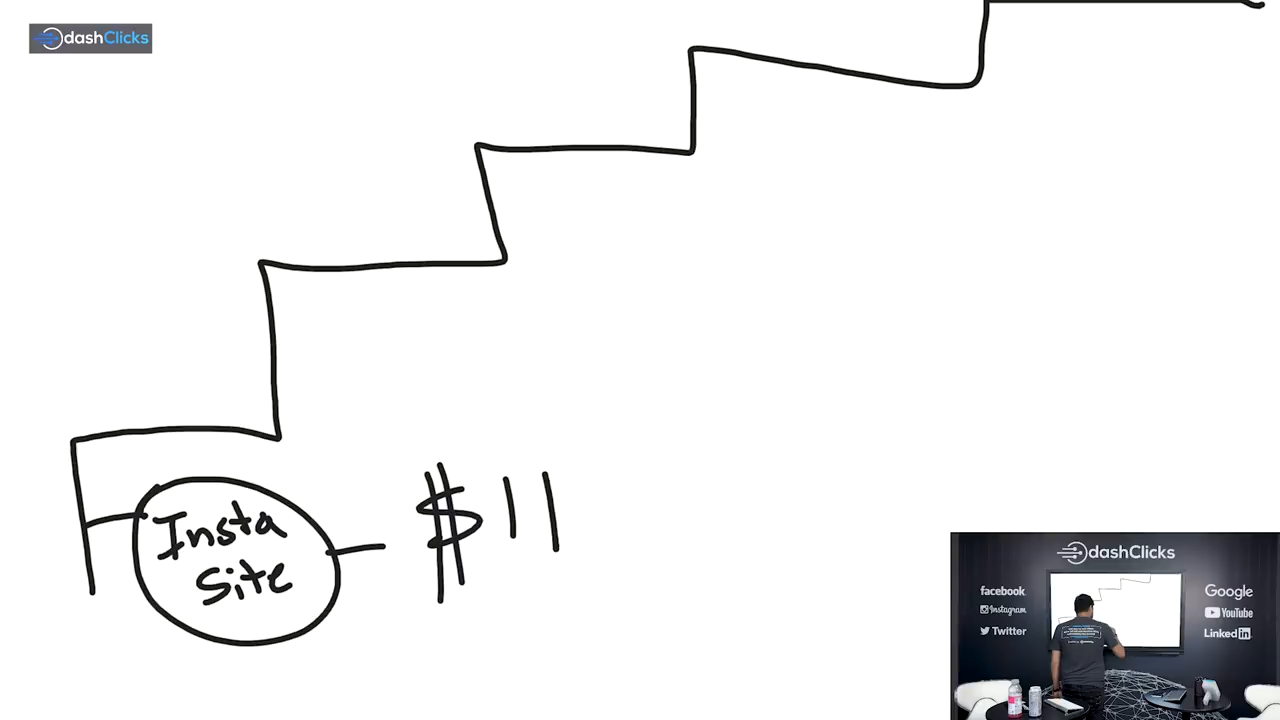 dashClicks
Insta
Site
$11
dashClicks
facebook
Instagram
Twitter
Google
YouTube
LinkedIn